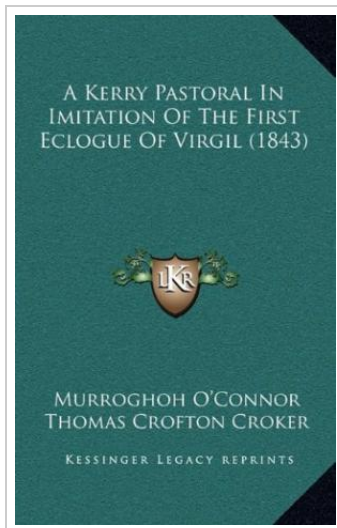 A Kerry Pastoral In
Imitation Of The First
Eclogue Of Virgil (1843)
LKR
Murroghoh O'Connor
Thomas Crofton Croker
Kessinger Legacy reprints